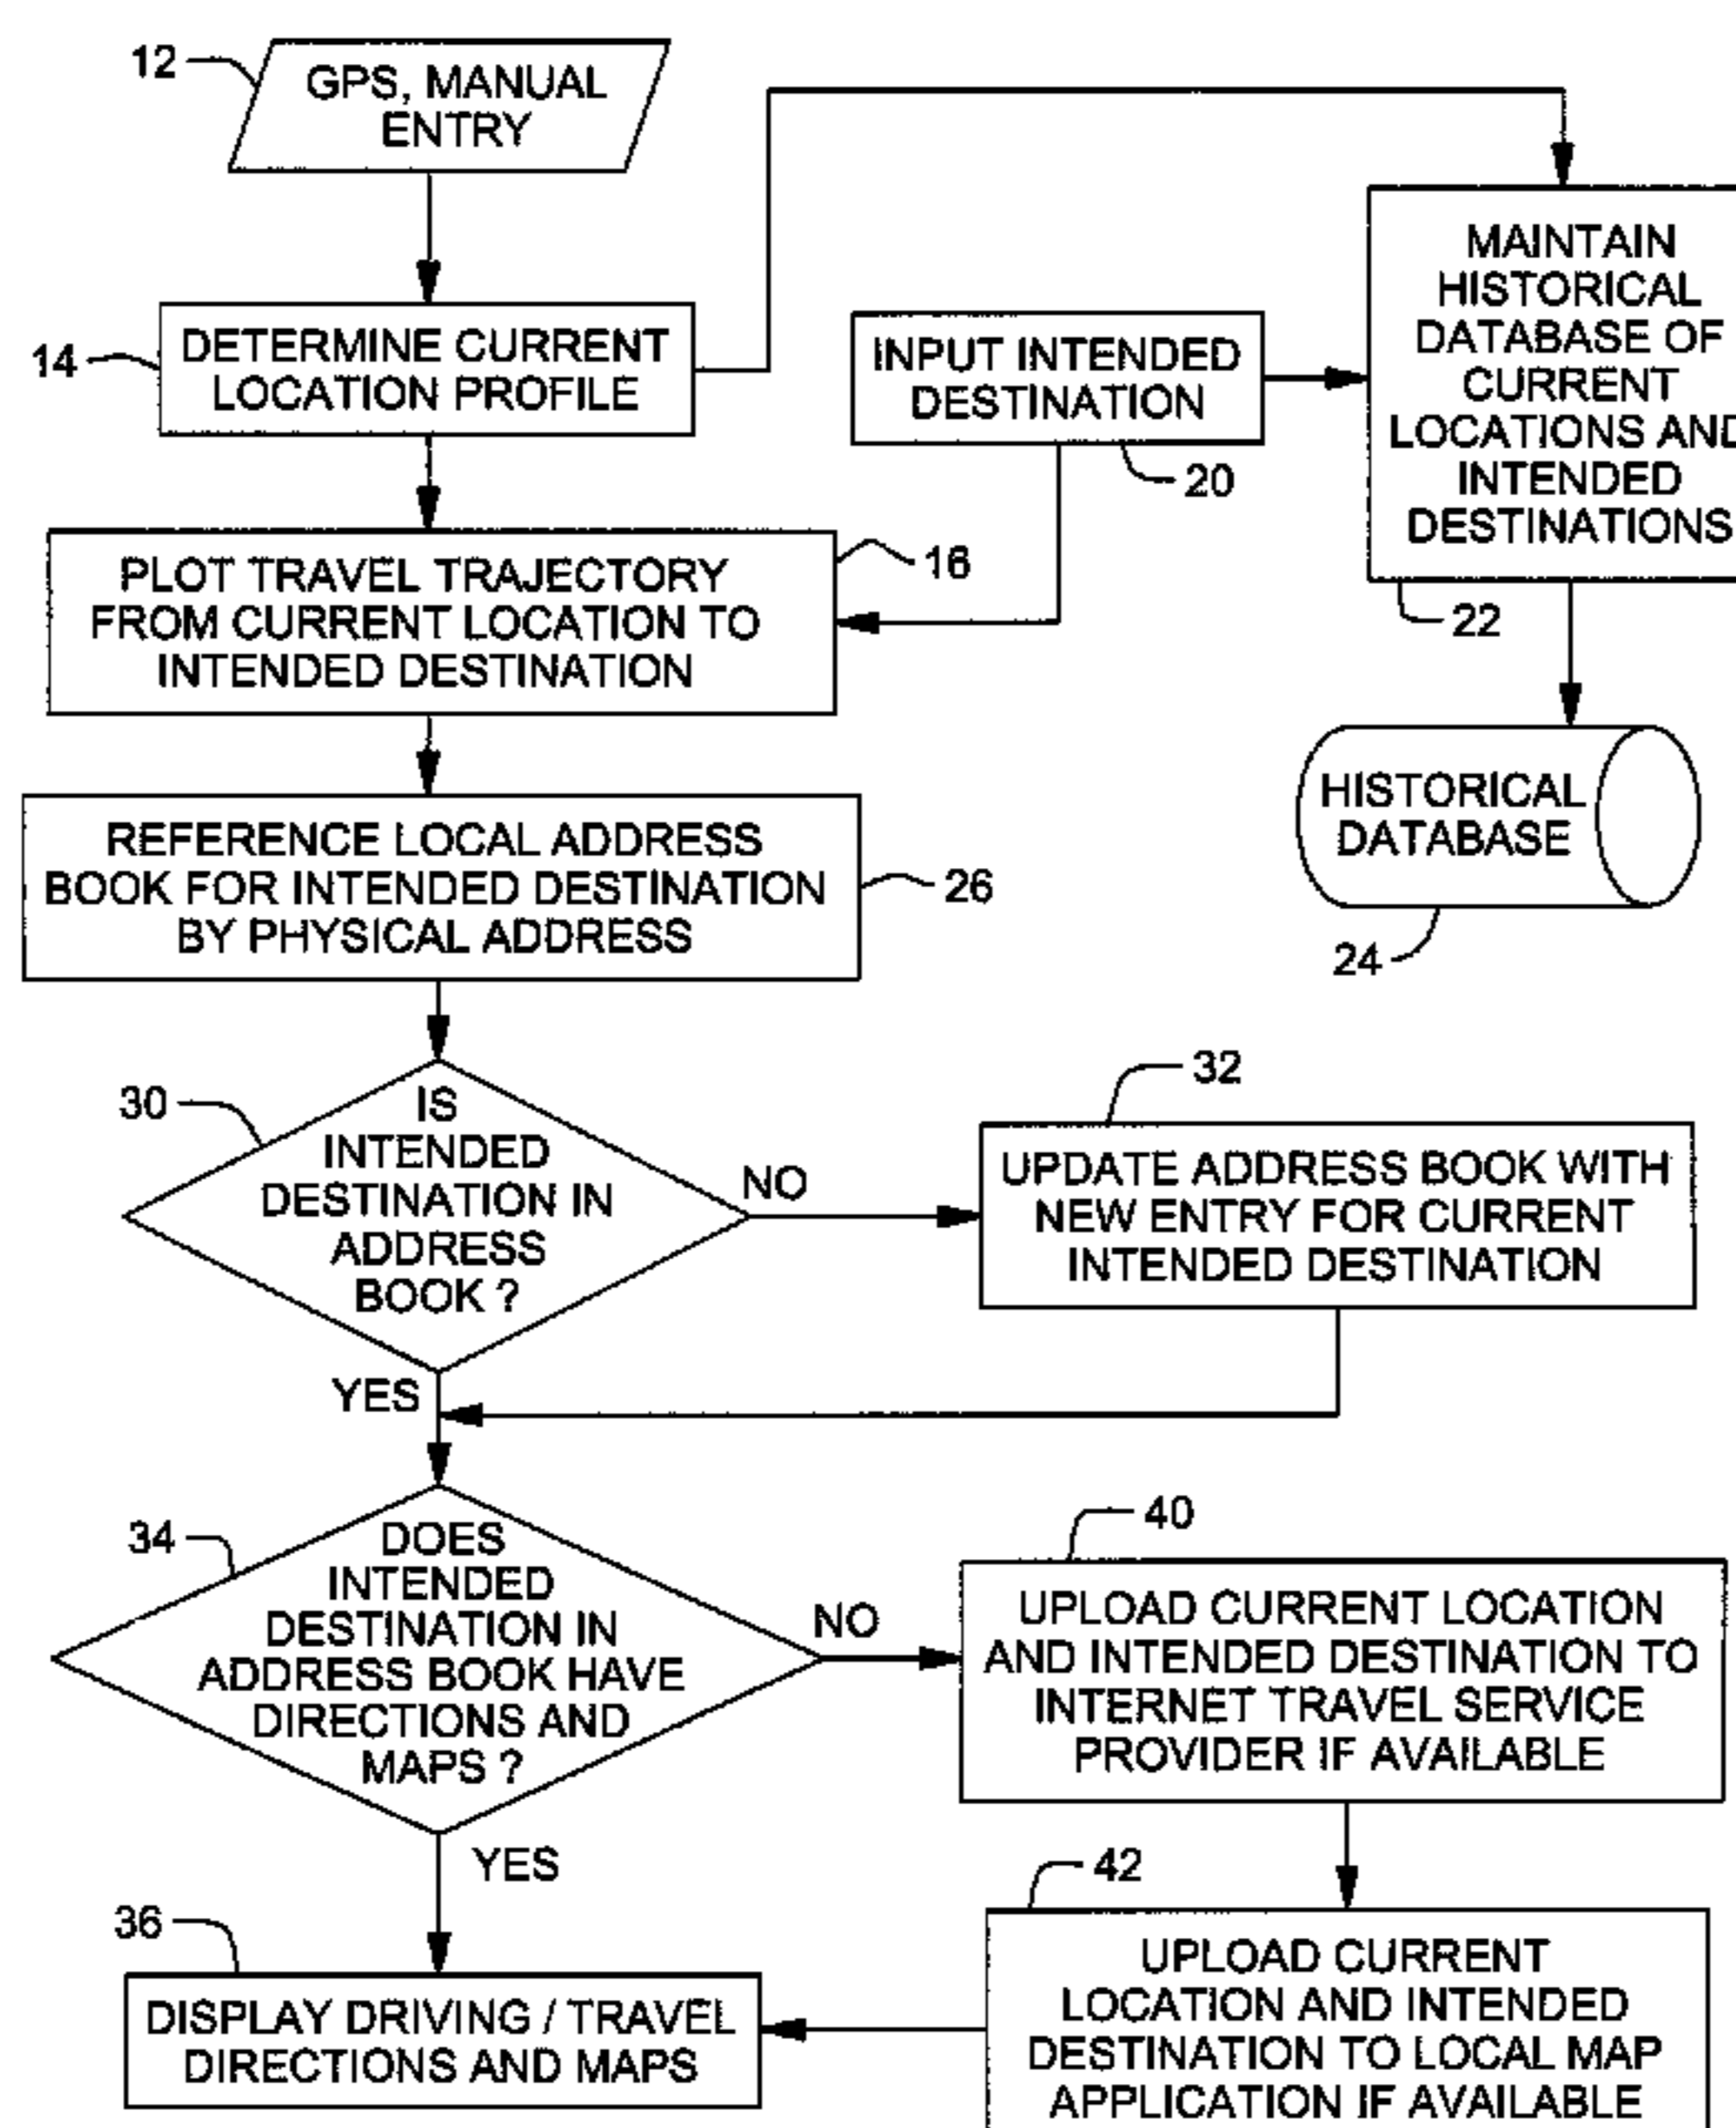 12
GPS, MANUAL
ENTRY
14
DETERMINE CURRENT
LOCATION PROFILE
INPUT INTENDED
DESTINATION
20
MAINTAIN
HISTORICAL
DATABASE OF
CURRENT
LOCATIONS AND
INTENDED
DESTINATIONS
22
PLOT TRAVEL TRAJECTORY
FROM CURRENT LOCATION TO
INTENDED DESTINATION
16
HISTORICAL
DATABASE
24
REFERENCE LOCAL ADDRESS
BOOK FOR INTENDED DESTINATION
BY PHYSICAL ADDRESS
26
30
IS
INTENDED
DESTINATION IN
ADDRESS
BOOK ?
NO
YES
32
UPDATE ADDRESS BOOK WITH
NEW ENTRY FOR CURRENT
INTENDED DESTINATION
34
DOES
INTENDED
DESTINATION IN
ADDRESS BOOK HAVE
DIRECTIONS AND
MAPS ?
NO
YES
40
UPLOAD CURRENT LOCATION
AND INTENDED DESTINATION TO
INTERNET TRAVEL SERVICE
PROVIDER IF AVAILABLE
42
UPLOAD CURRENT
LOCATION AND INTENDED
DESTINATION TO LOCAL MAP
APPLICATION IF AVAILABLE
36
DISPLAY DRIVING / TRAVEL
DIRECTIONS AND MAPS